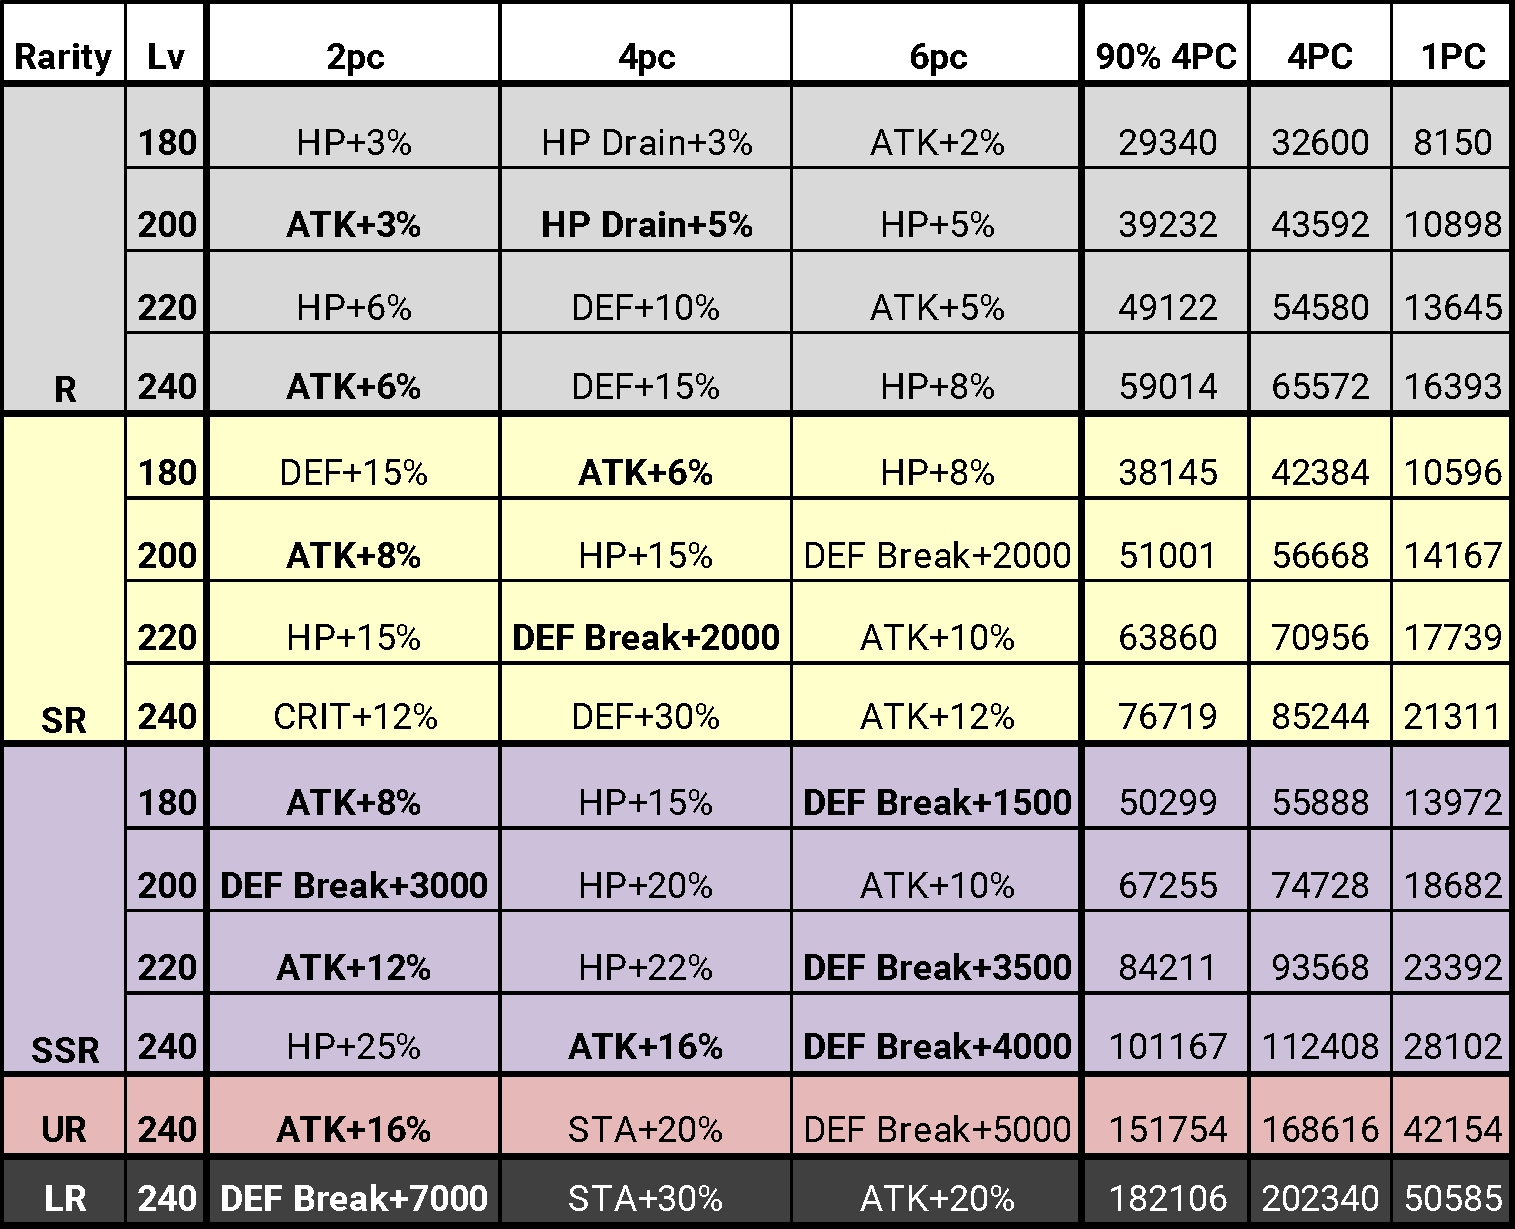 Rarity Lv 2pc 4pc 6pc 90% 4PC 4PC 1PC
180 HP+3% HP Drain+3% ATK+2% 29340 32600 8150
200 ATK+3% HP Drain+5% HP+5% 39232 43592 10898
220 HP+6% DEF+10% ATK+5% 49122 54580 13645
R 240 ATK+6% DEF+15% HP+8% 59014 65572 16393
180 DEF+15% ATK+6% HP+8% 38145 42384 10596
200 ATK+8% HP+15% DEF Break+2000 51001 56668 14167
220 HP+15% DEF Break+2000 ATK+10% 63860 70956 17739
SR 240 CRIT+12% DEF+30% ATK+12% 76719 85244 21311
180 ATK+8% HP+15% DEF Break+1500 50299 55888 13972
200 DEF Break+3000 HP+20% ATK+10% 67255 74728 18682
220 ATK+12% HP+22% DEF Break+3500 84211 93568 23392
SSR 240 HP+25% ATK+16% DEF Break+4000 101167 112408 28102
UR 240 ATK+16% STA+20% DEF Break+5000 151754 168616 42154
LR 240 DEF Break+7000 STA+30% ATK+20% 182106 202340 50585